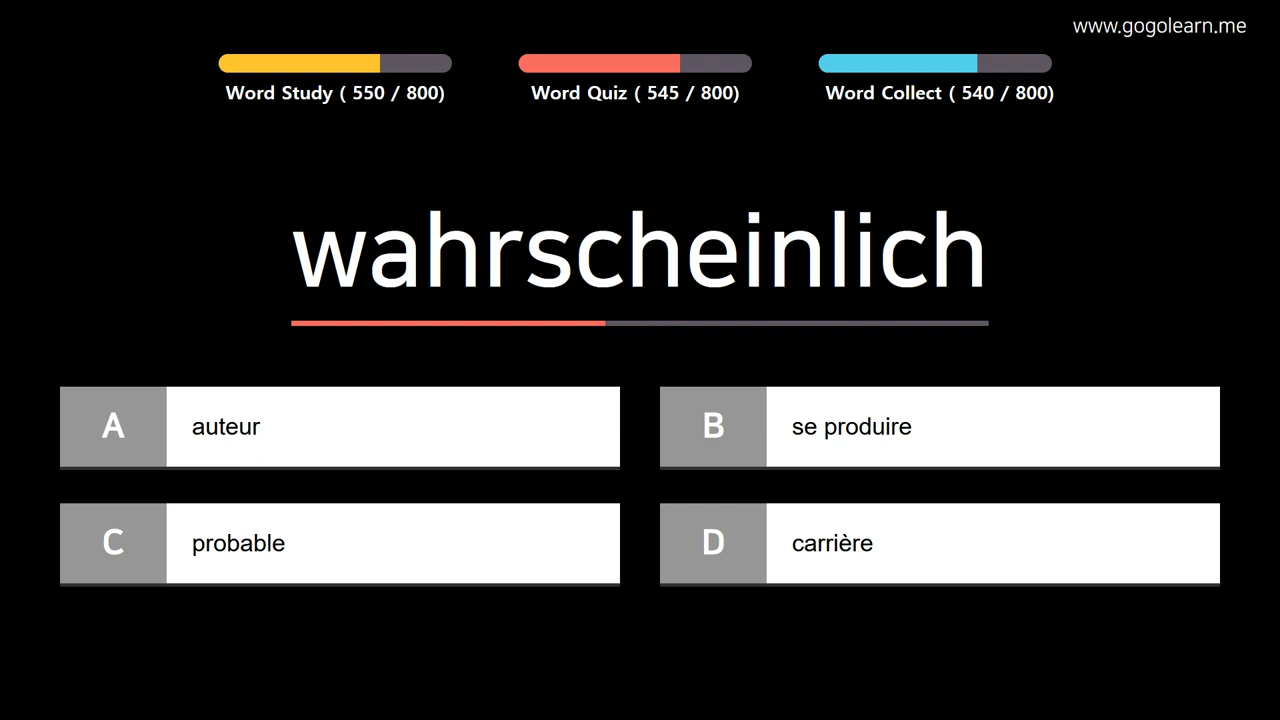 www.gogolearn.me
Word Study ( 550 / 800)
Word Quiz ( 545 / 800)
Word Collect ( 540 / 800)
wahrscheinlich
A auteur
B se produire
C probable
D carrière